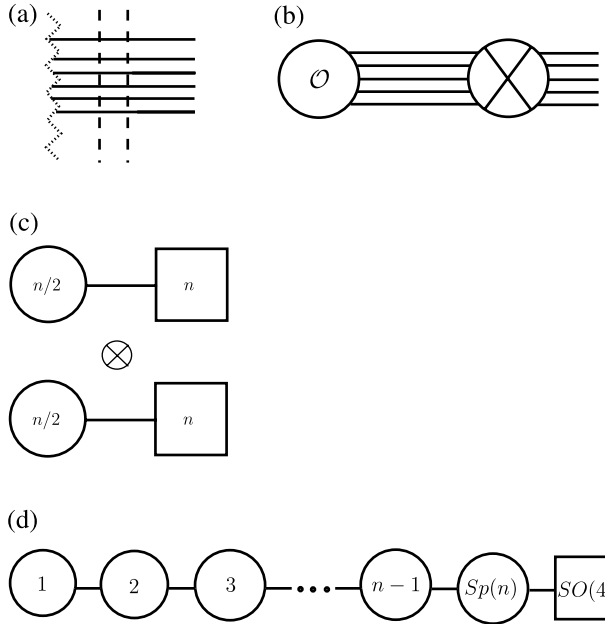 (a)
(b)
𝒪
(c)
n/2 n
n/2 n
(d)
1 2 3 ... n − 1 Sp(n) SO(4